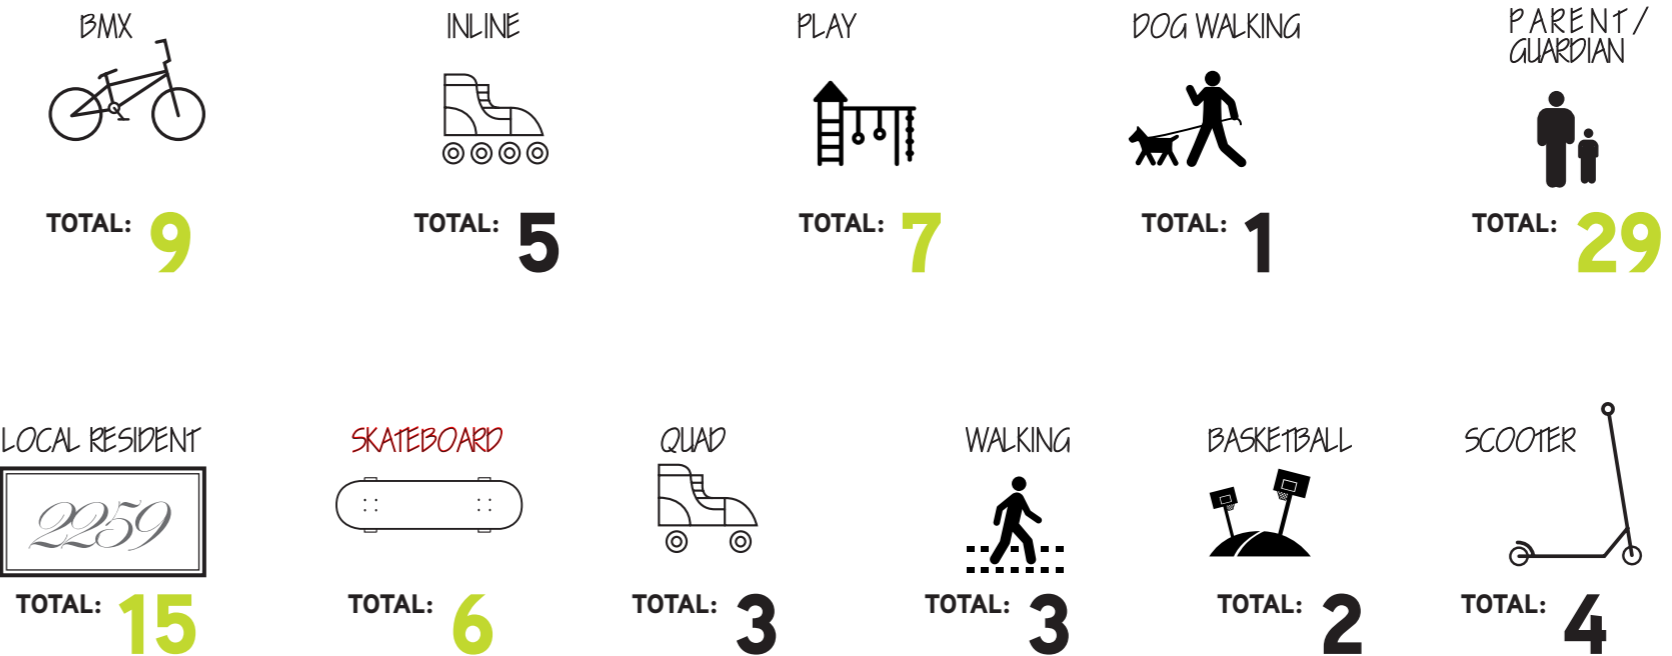 BMX
INLINE
PLAY
DOG WALKING
PARENT /
GUARDIAN
TOTAL: 9
TOTAL: 5
TOTAL: 7
TOTAL: 1
TOTAL: 29
LOCAL RESIDENT
SKATEBOARD
QUAD
WALKING
BASKETBALL
SCOOTER
2259
TOTAL: 15
TOTAL: 6
TOTAL: 3
TOTAL: 3
TOTAL: 2
TOTAL: 4